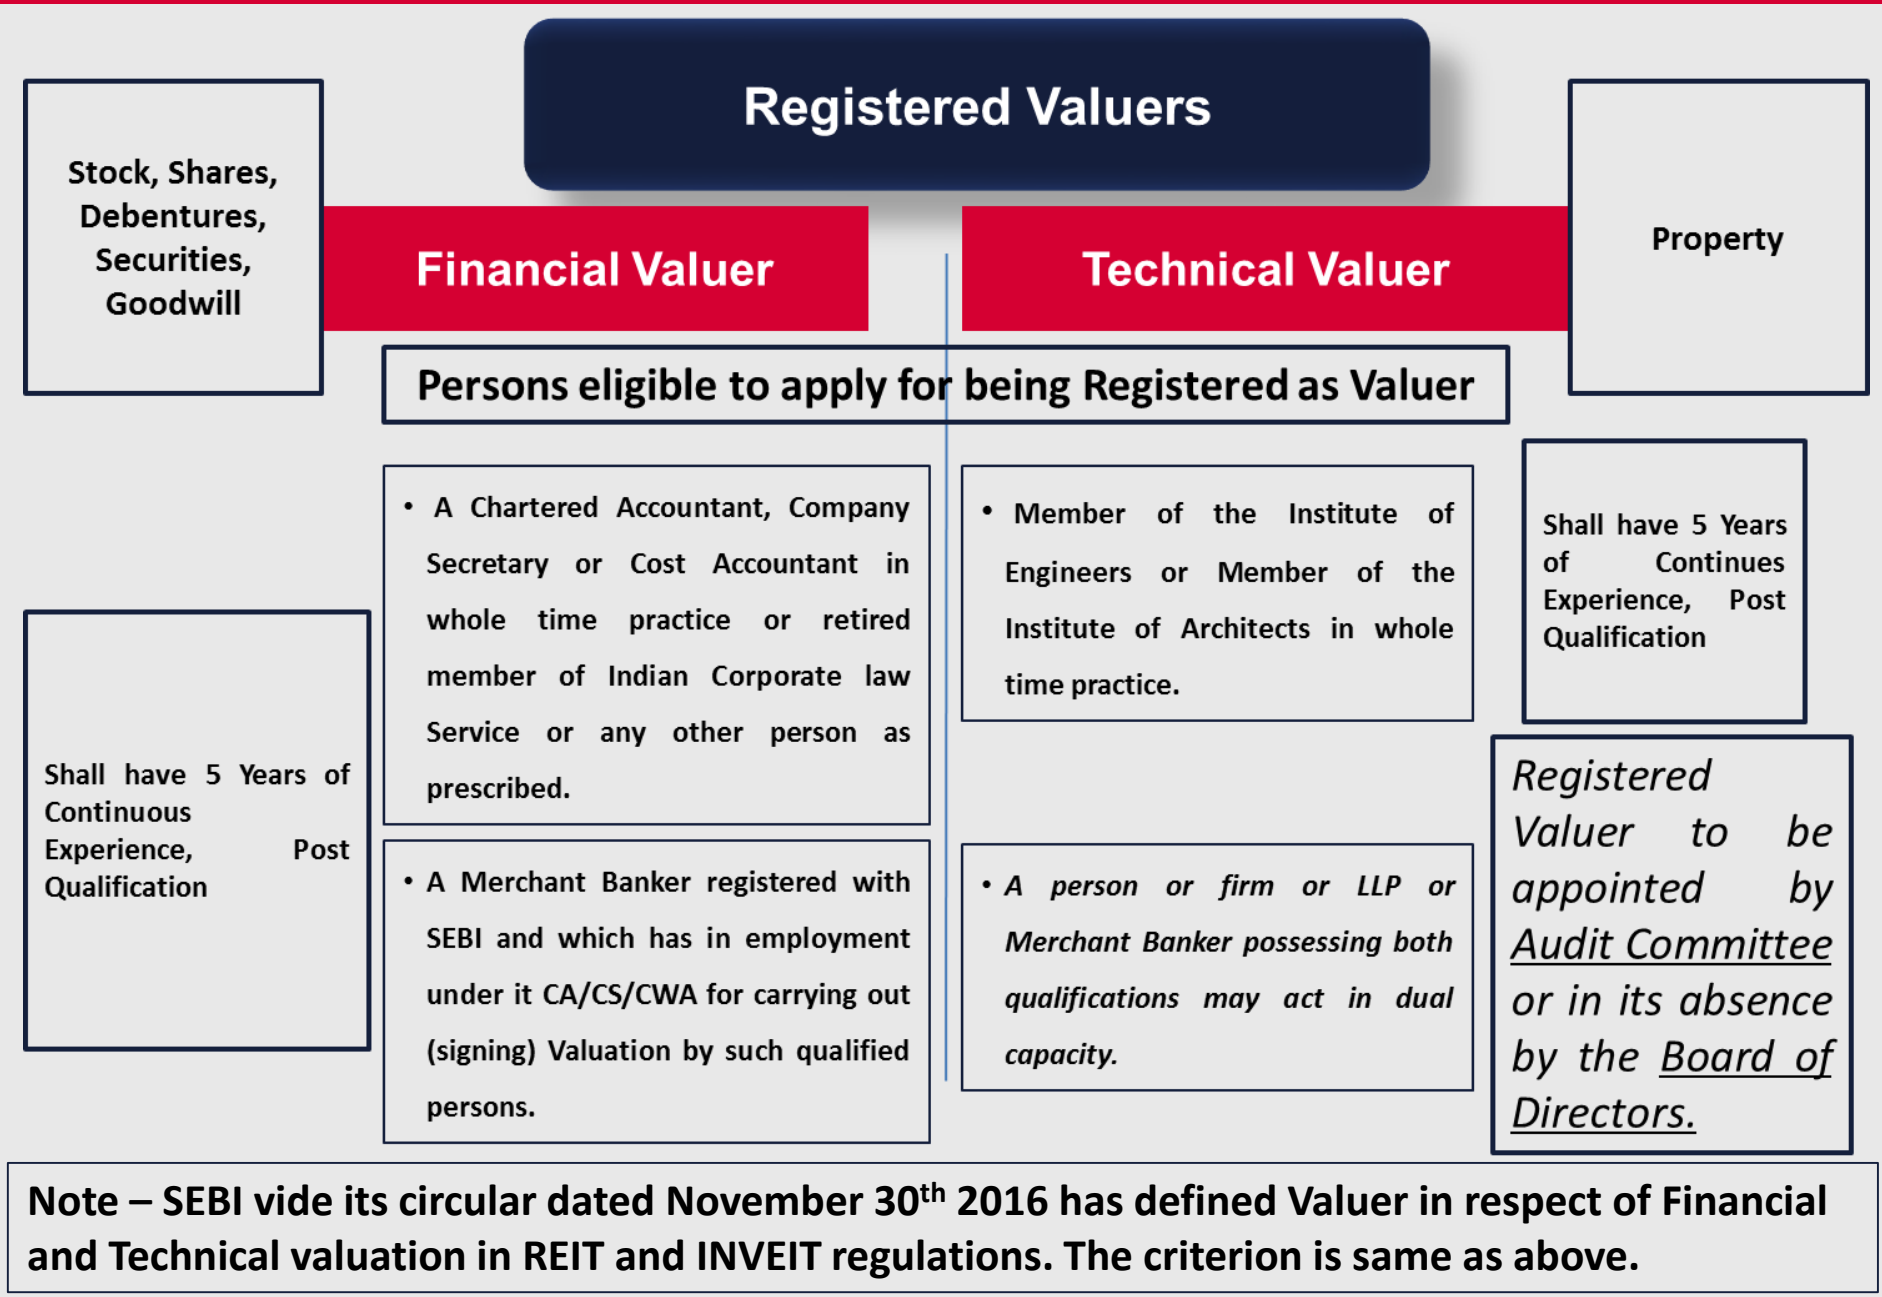 Registered Valuers
Stock, Shares,
Debentures,
Securities,
Goodwill
Financial Valuer
Technical Valuer
Property
Persons eligible to apply for being Registered as Valuer
• A Chartered Accountant, Company
Secretary or Cost Accountant in
whole time practice or retired
member of Indian Corporate law
Service or any other person as
prescribed.
• Member of the Institute of
Engineers or Member of the
Institute of Architects in whole
time practice.
Shall have 5 Years
of Continues
Experience, Post
Qualification
Shall have 5 Years of
Continuous
Experience, Post
Qualification
• A Merchant Banker registered with
SEBI and which has in employment
under it CA/CS/CWA for carrying out
(signing) Valuation by such qualified
persons.
• A person or firm or LLP or
Merchant Banker possessing both
qualifications may act in dual
capacity.
Registered
Valuer to be
appointed by
Audit Committee
or in its absence
by the Board of
Directors.
Note – SEBI vide its circular dated November 30th 2016 has defined Valuer in respect of Financial
and Technical valuation in REIT and INVEIT regulations. The criterion is same as above.